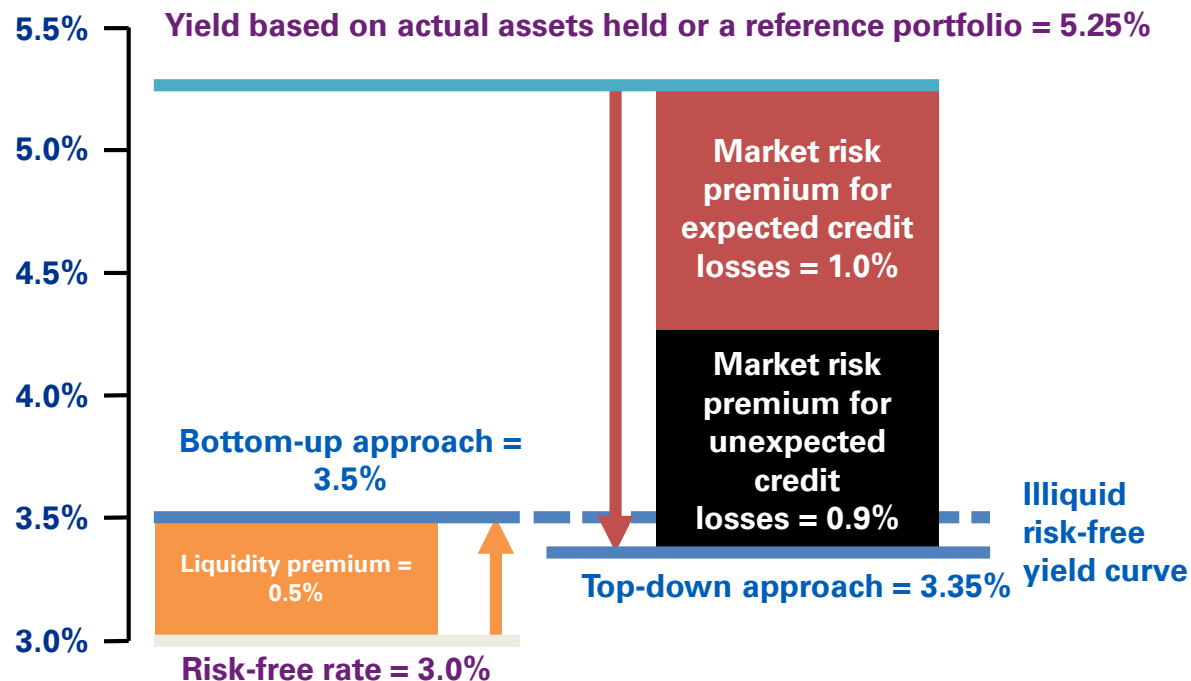 5.5%
Yield based on actual assets held or a reference portfolio = 5.25%
5.0%
Market risk
premium for
expected credit
losses = 1.0%
4.5%
4.0%
Market risk
premium for
unexpected
credit
losses = 0.9%
Bottom-up approach =
3.5%
3.5%
Illiquid
risk-free
yield curve
Liquidity premium =
0.5%
Top-down approach = 3.35%
3.0%
Risk-free rate = 3.0%